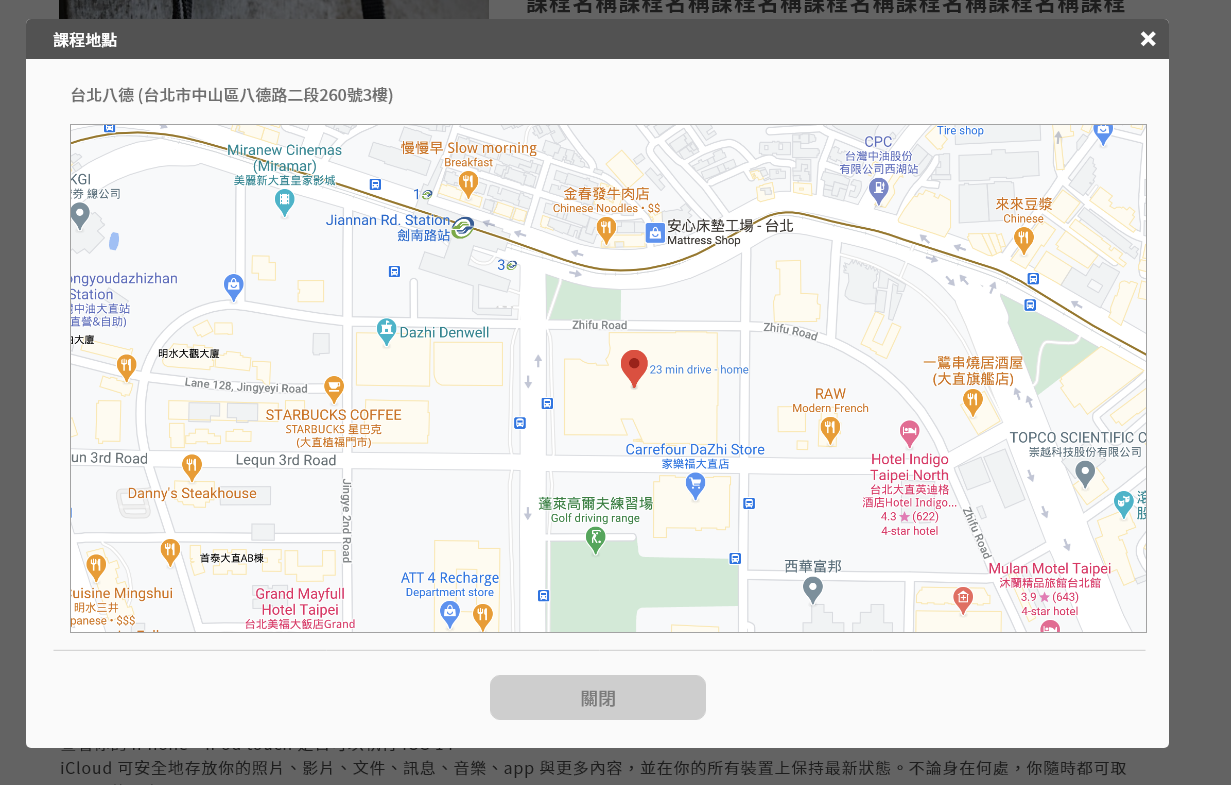 課程名稱課程名稱課程名稱課程名稱課程名稱課程名稱課程
課程地點
台北八德 (台北市中山區八德路二段260號3樓)
Tire shop
CPC
台灣中油股份
有限公司西湖站
Miranew Cinemas
(Miramar)
美麗新大直皇家影城
慢慢早 Slow morning
Breakfast
KGI
券 總公司
1
金春發牛肉店
Chinese Noodles • $$
來來豆漿
Chinese
Jiannan Rd. Station
劍南路站
安心床墊工場 - 台北
Mattress Shop
3
ongyoudazhizhan
Station
中油大直站
直營&自助)
Zhifu Road
Zhifu Road
Dazhi Denwell
大廈
明水大觀大廈
23 min drive - home
一鷺串燒居酒屋
(大直旗艦店)
Lane 128, Jingyeyi Road
RAW
Modern French
STARBUCKS COFFEE
STARBUCKS 星巴克
(大直植福門市)
TOPCO SCIENTIFIC C
崇越科技股份有限公司
Carrefour DaZhi Store
家樂福大直店
un 3rd Road
Lequn 3rd Road
Hotel Indigo
Taipei North
台北大直英迪格
酒店Hotel Indigo...
4.3 ★ (622)
4-star hotel
Danny's Steakhouse
Jingye 2nd Road
蓬萊高爾夫練習場
Golf driving range
Zhifu Road
滾
股
首泰大直AB棟
西華富邦
Mulan Motel Taipei
沐蘭精品旅館台北館
3.9 ★ (643)
4-star hotel
ATT 4 Recharge
Department store
uisine Mingshui
明水三井
panese • $$$
Grand Mayfull
Hotel Taipei
台北美福大飯店Grand
關閉
iCloud 可安全地存放你的照片、影片、文件、訊息、音樂、app 與更多內容，並在你的所有裝置上保持最新狀態。不論身在何處，你隨時都可取